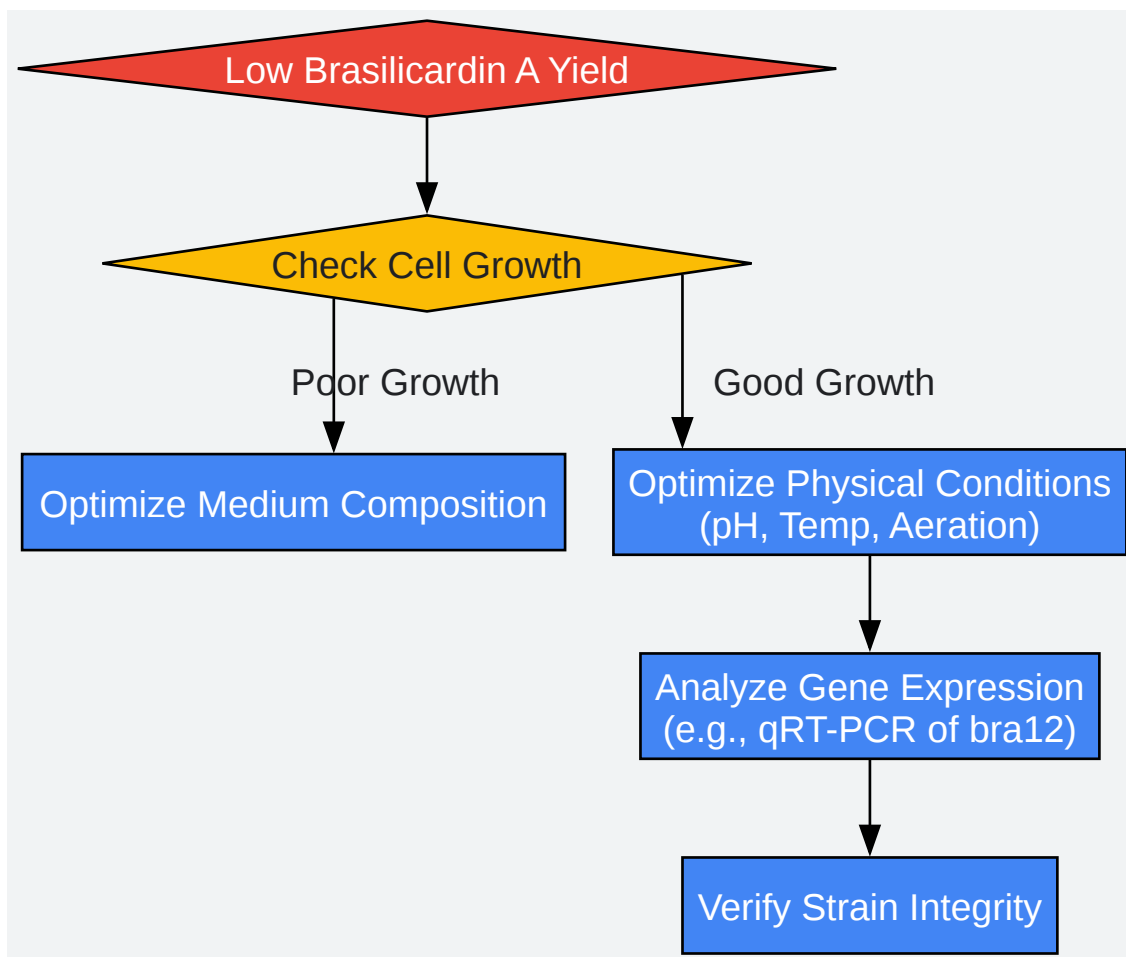 Low Brasilicardin A Yield
Check Cell Growth
Poor Growth
Good Growth
Optimize Medium Composition
Optimize Physical Conditions
(pH, Temp, Aeration)
Analyze Gene Expression
(e.g., qRT-PCR of bra12)
Verify Strain Integrity